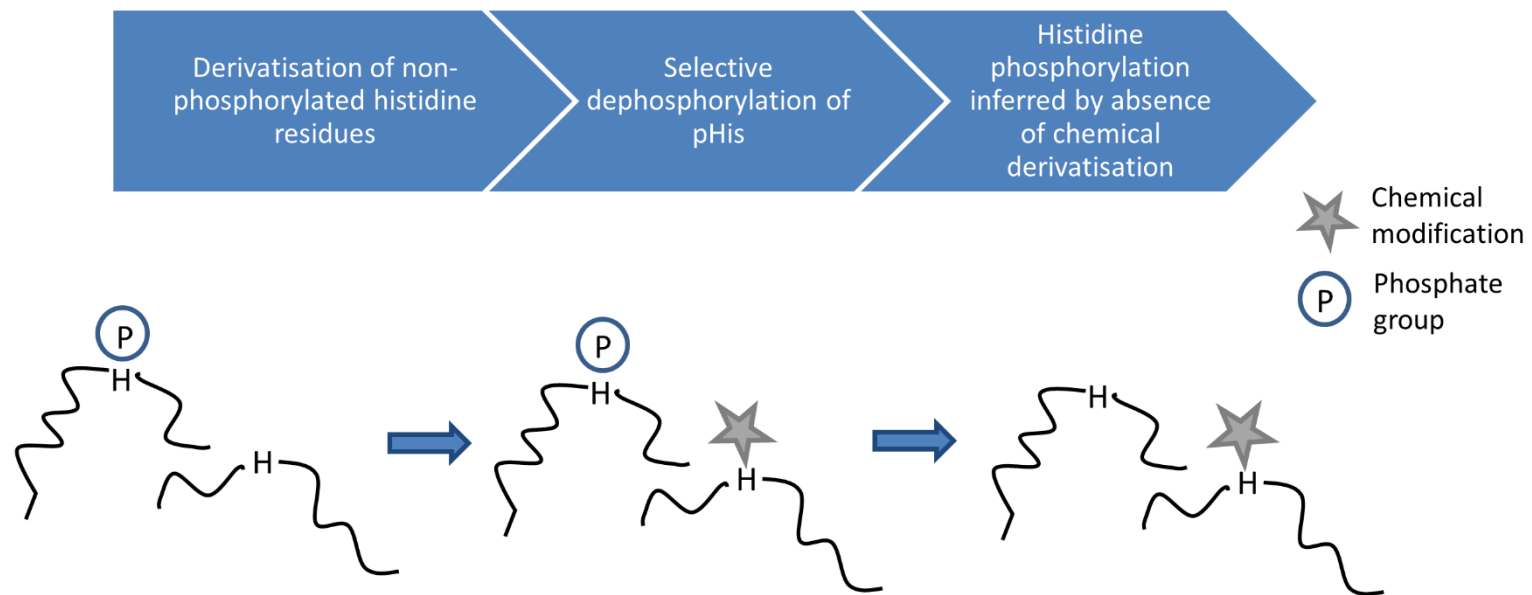 Derivatisation of non-
phosphorylated histidine
residues
Selective
dephosphorylation of
pHis
Histidine
phosphorylation
inferred by absence
of chemical
derivatisation
Chemical
modification
P
Phosphate
group
P
H
H
P
H
H
H
H